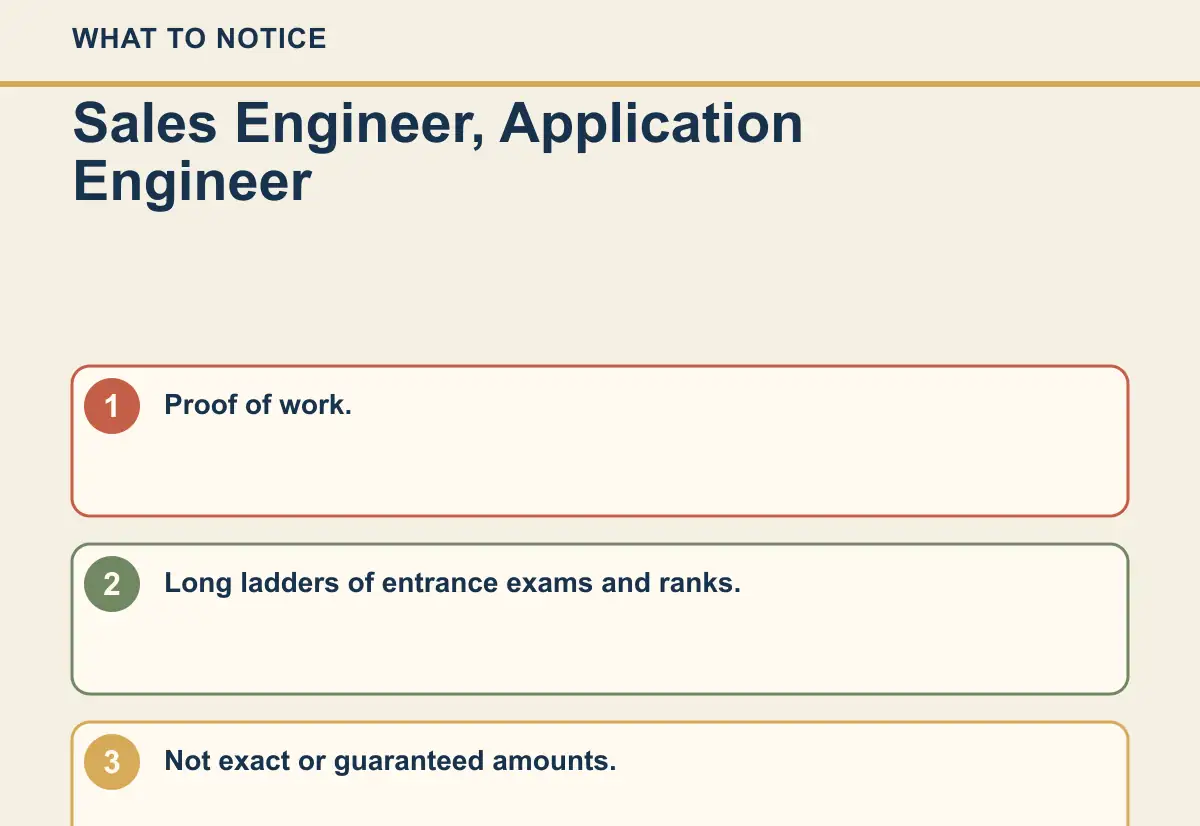 WHAT TO NOTICE
Sales Engineer, Application
Engineer
1
Proof of work.
2
Long ladders of entrance exams and ranks.
3
Not exact or guaranteed amounts.